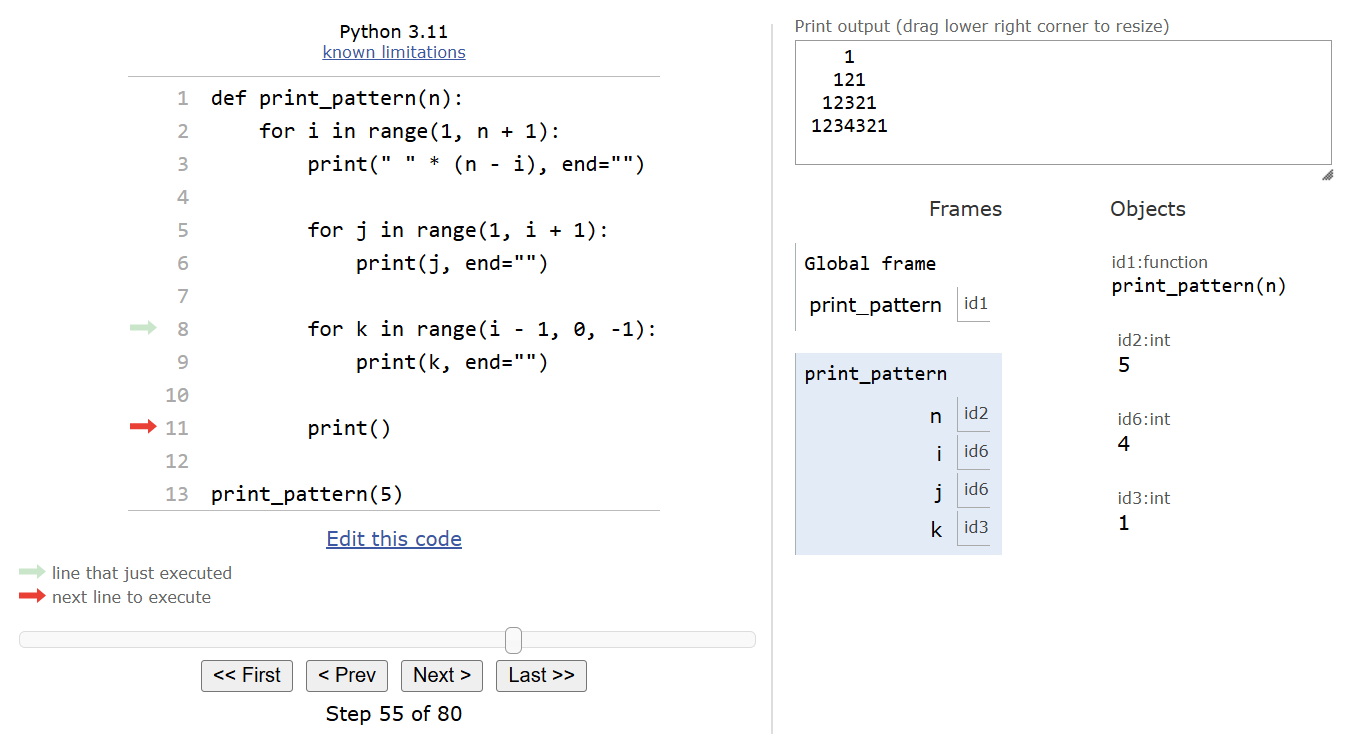 Python 3.11
known limitations
1 def print_pattern(n):
2     for i in range(1, n + 1):
3         print(" " * (n - i), end="")
4
5         for j in range(1, i + 1):
6             print(j, end="")
7
8         for k in range(i - 1, 0, -1):
9             print(k, end="")
10
11         print()
12
13 print_pattern(5)
Edit this code
line that just executed
next line to execute
<< First < Prev Next > Last >>
Step 55 of 80
Print output (drag lower right corner to resize)
    1
   121
  12321
 1234321
Frames Objects
Global frame
print_pattern id1
print_pattern
n id2
i id6
j id6
k id3
id1:function
print_pattern(n)
id2:int
5
id6:int
4
id3:int
1